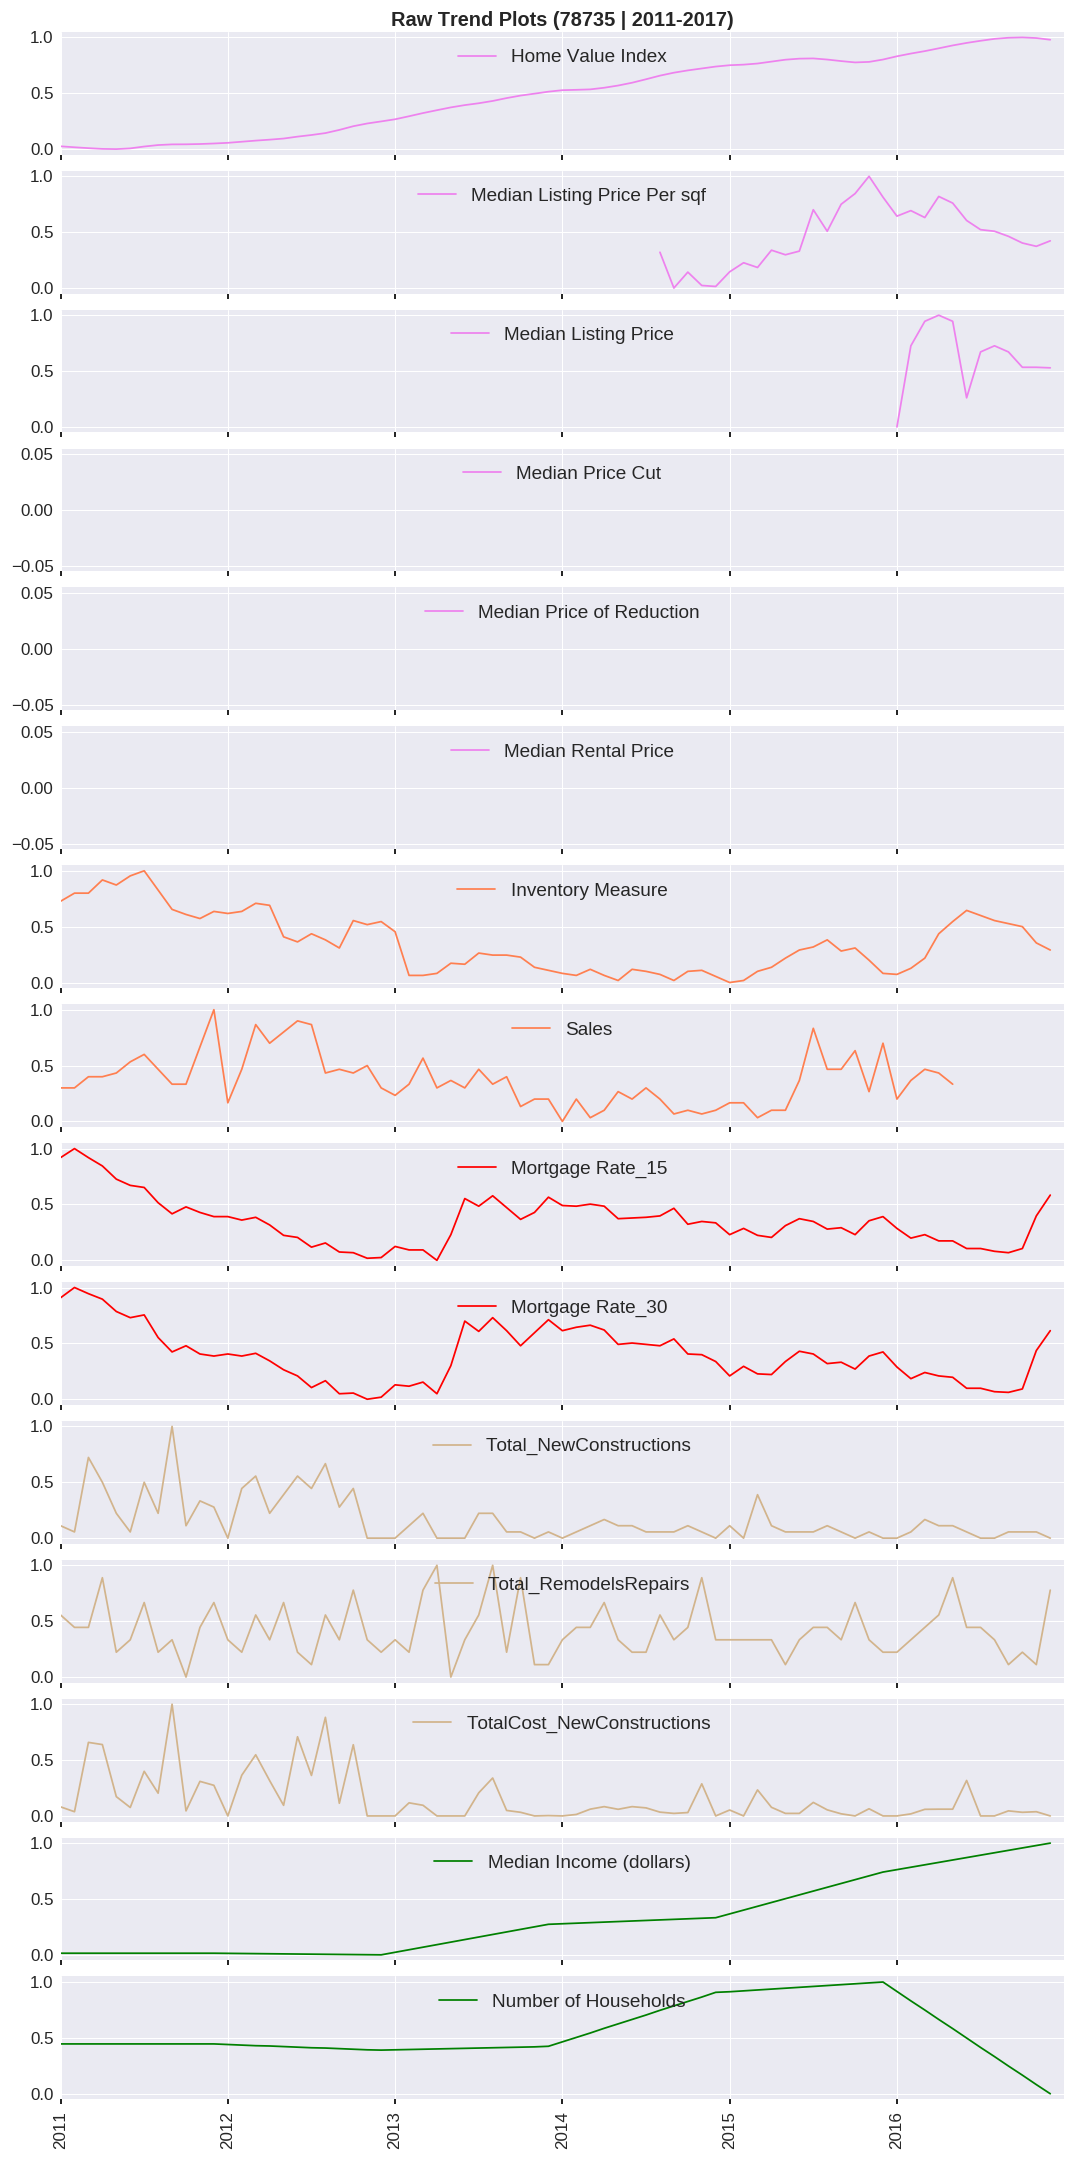 Raw Trend Plots (78735 | 2011-2017)
1.0
Home Value Index
0.5
0.0
1.0
Median Listing Price Per sqf
0.5
0.0
1.0
Median Listing Price
0.5
0.0
0.05
Median Price Cut
0.00
−0.05
0.05
Median Price of Reduction
0.00
−0.05
0.05
Median Rental Price
0.00
−0.05
1.0
Inventory Measure
0.5
0.0
1.0
Sales
0.5
0.0
1.0
Mortgage Rate_15
0.5
0.0
1.0
Mortgage Rate_30
0.5
0.0
1.0
Total_NewConstructions
0.5
0.0
1.0
Total_RemodelsRepairs
0.5
0.0
1.0
TotalCost_NewConstructions
0.5
0.0
1.0
Median Income (dollars)
0.5
0.0
1.0
Number of Households
0.5
0.0
2011 2012 2013 2014 2015 2016